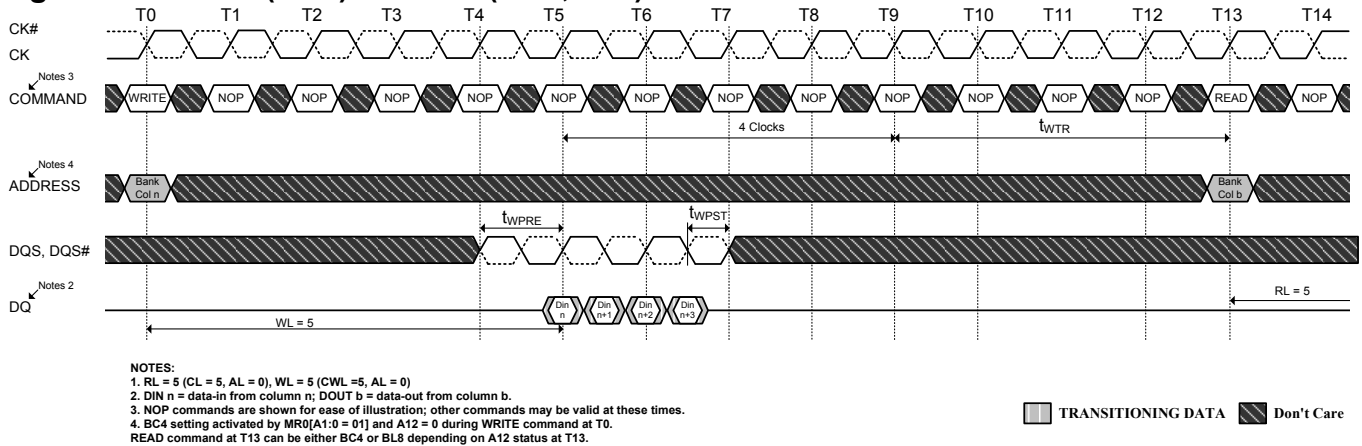 T0 T1 T2 T3 T4 T5 T6 T7 T8 T9 T10 T11 T12 T13 T14
CK#
CK
Notes 3
COMMAND
WRITE NOP NOP NOP NOP NOP NOP NOP NOP NOP NOP NOP NOP READ NOP
4 Clocks
tWTR
Notes 4
ADDRESS
Bank Bank
Col n Col b
tWPRE
tWPST
DQS, DQS#
Notes 2
DQ
Din Din Din Din
n n+1 n+2 n+3
RL = 5
WL = 5
NOTES:
1. RL = 5 (CL = 5, AL = 0), WL = 5 (CWL =5, AL = 0)
2. DIN n = data-in from column n; DOUT b = data-out from column b.
3. NOP commands are shown for ease of illustration; other commands may be valid at these times.
4. BC4 setting activated by MR0[A1:0 = 01] and A12 = 0 during WRITE command at T0.
READ command at T13 can be either BC4 or BL8 depending on A12 status at T13.
TRANSITIONING DATA
Don't Care